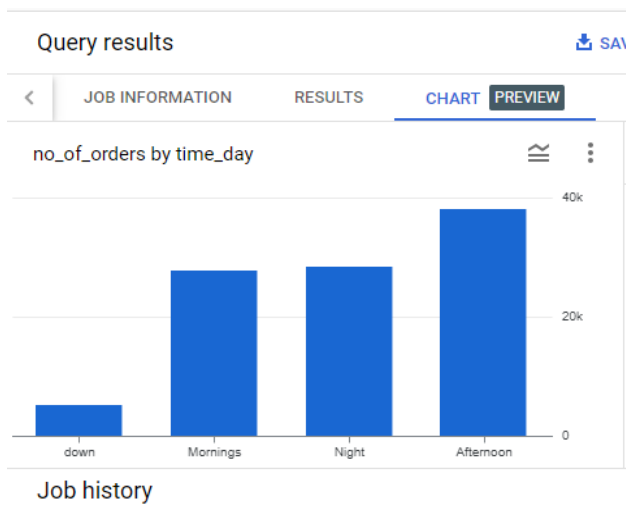 Query results
SAV
JOB INFORMATION RESULTS CHART PREVIEW
no_of_orders by time_day
40k
20k
0
down Mornings Night Afternoon
Job history